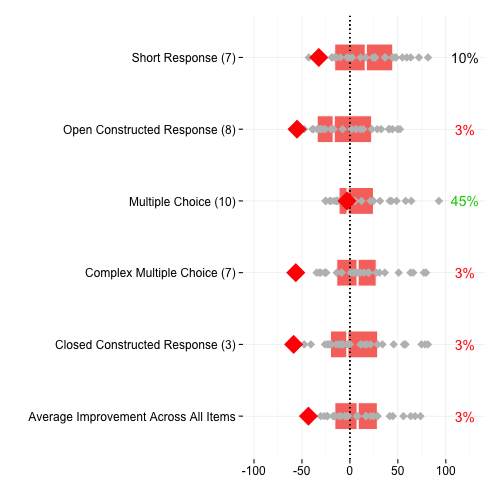 Short Response (7) 10%
Open Constructed Response (8) 3%
Multiple Choice (10) 45%
Complex Multiple Choice (7) 3%
Closed Constructed Response (3) 3%
Average Improvement Across All Items 3%
-100 -50 0 50 100